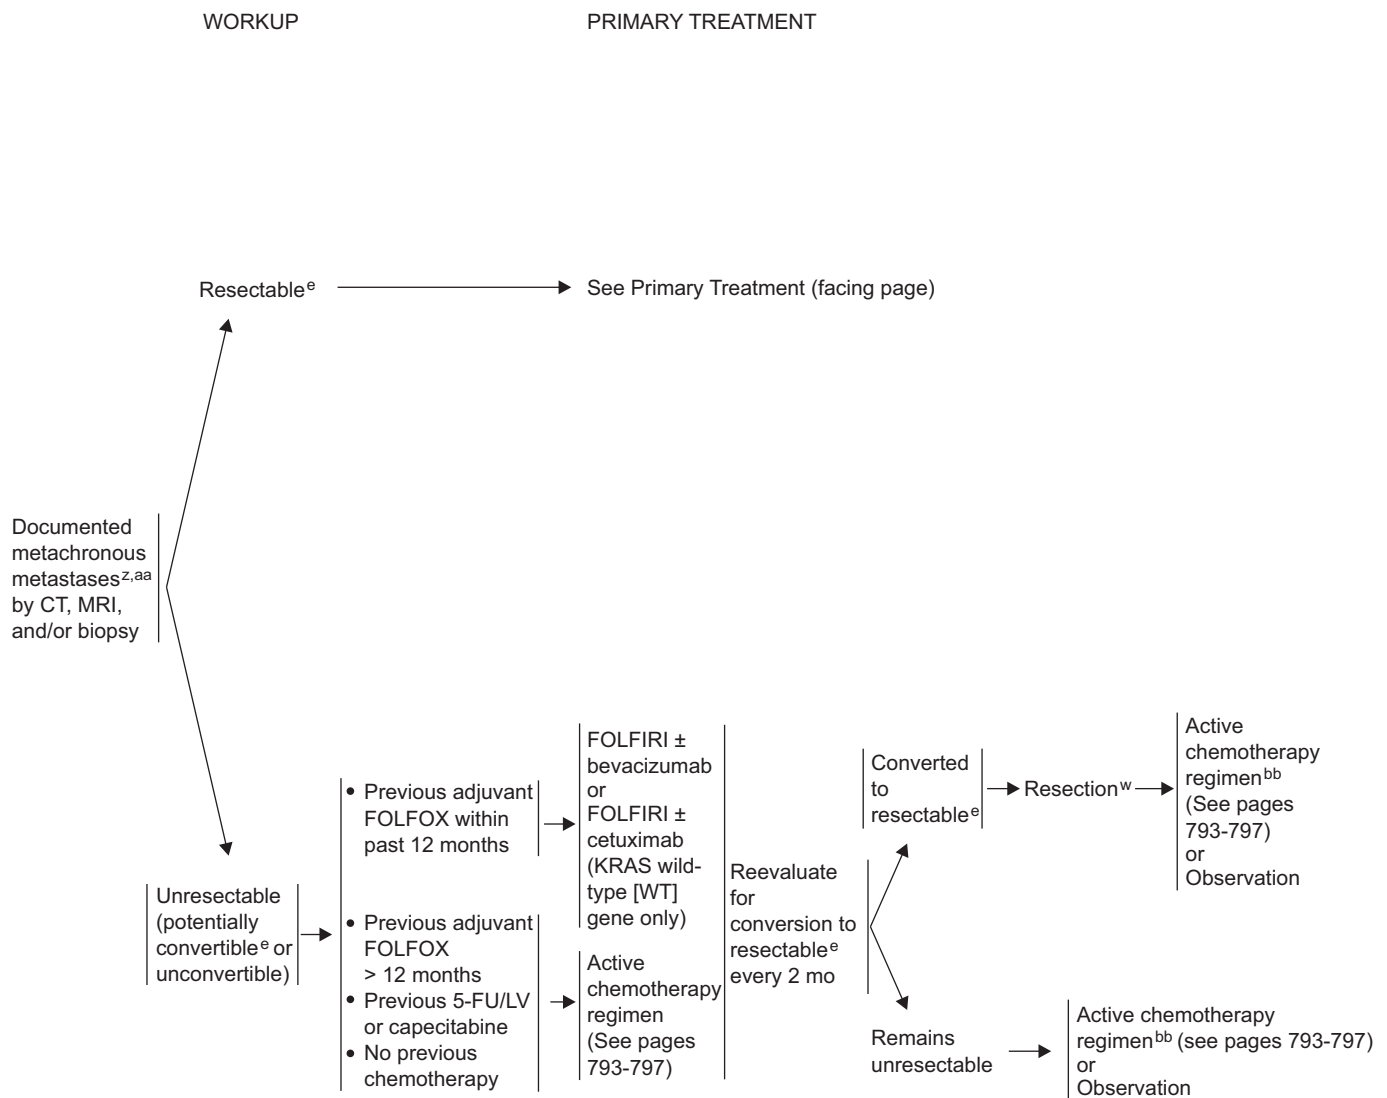 WORKUP
PRIMARY TREATMENT
Resectable e
See Primary Treatment (facing page)
Documented
metachronous
metastases z,aa
by CT, MRI,
and/or biopsy
Unresectable
(potentially
convertible e or
unconvertible)
• Previous adjuvant
FOLFOX within
past 12 months
• Previous adjuvant
FOLFOX
> 12 months
• Previous 5-FU/LV
or capecitabine
• No previous
chemotherapy
FOLFIRI ±
bevacizumab
or
FOLFIRI ±
cetuximab
(KRAS wild-
type [WT]
gene only)
Active
chemotherapy
regimen
(See pages
793-797)
Reevaluate
for
conversion to
resectable e
every 2 mo
Converted
to
resectable e
Resection w
Active
chemotherapy
regimen bb
(See pages
793-797)
or
Observation
Remains
unresectable
Active chemotherapy
regimen bb (see pages 793-797)
or
Observation